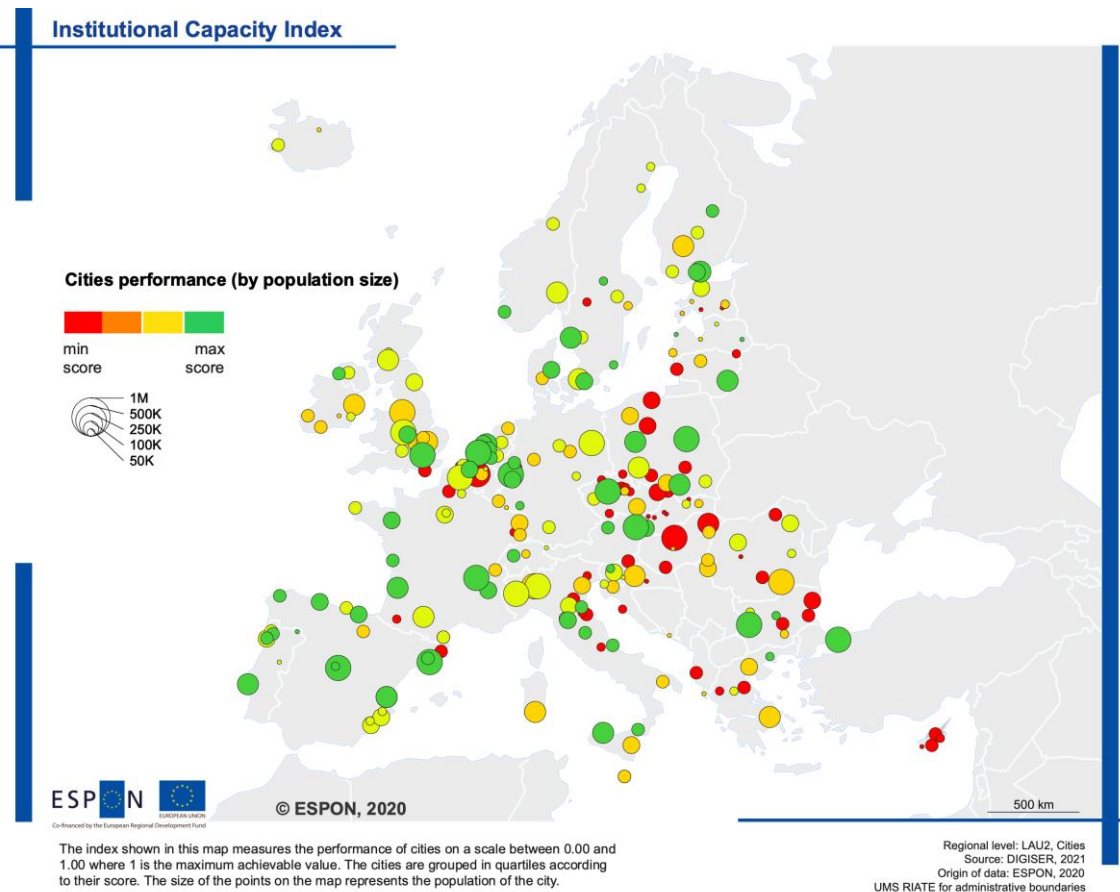 Institutional Capacity Index
Cities performance (by population size)
min
score
max
score
1M
500K
250K
100K
50K
ESPON
EUROPEAN UNION
Co-financed by the European Regional Development Fund
© ESPON, 2020
500 km
The index shown in this map measures the performance of cities on a scale between 0.00 and
1.00 where 1 is the maximum achievable value. The cities are grouped in quartiles according
to their score. The size of the points on the map represents the population of the city.
Regional level: LAU2, Cities
Source: DIGISER, 2021
Origin of data: ESPON, 2020
UMS RIATE for administrative boundaries